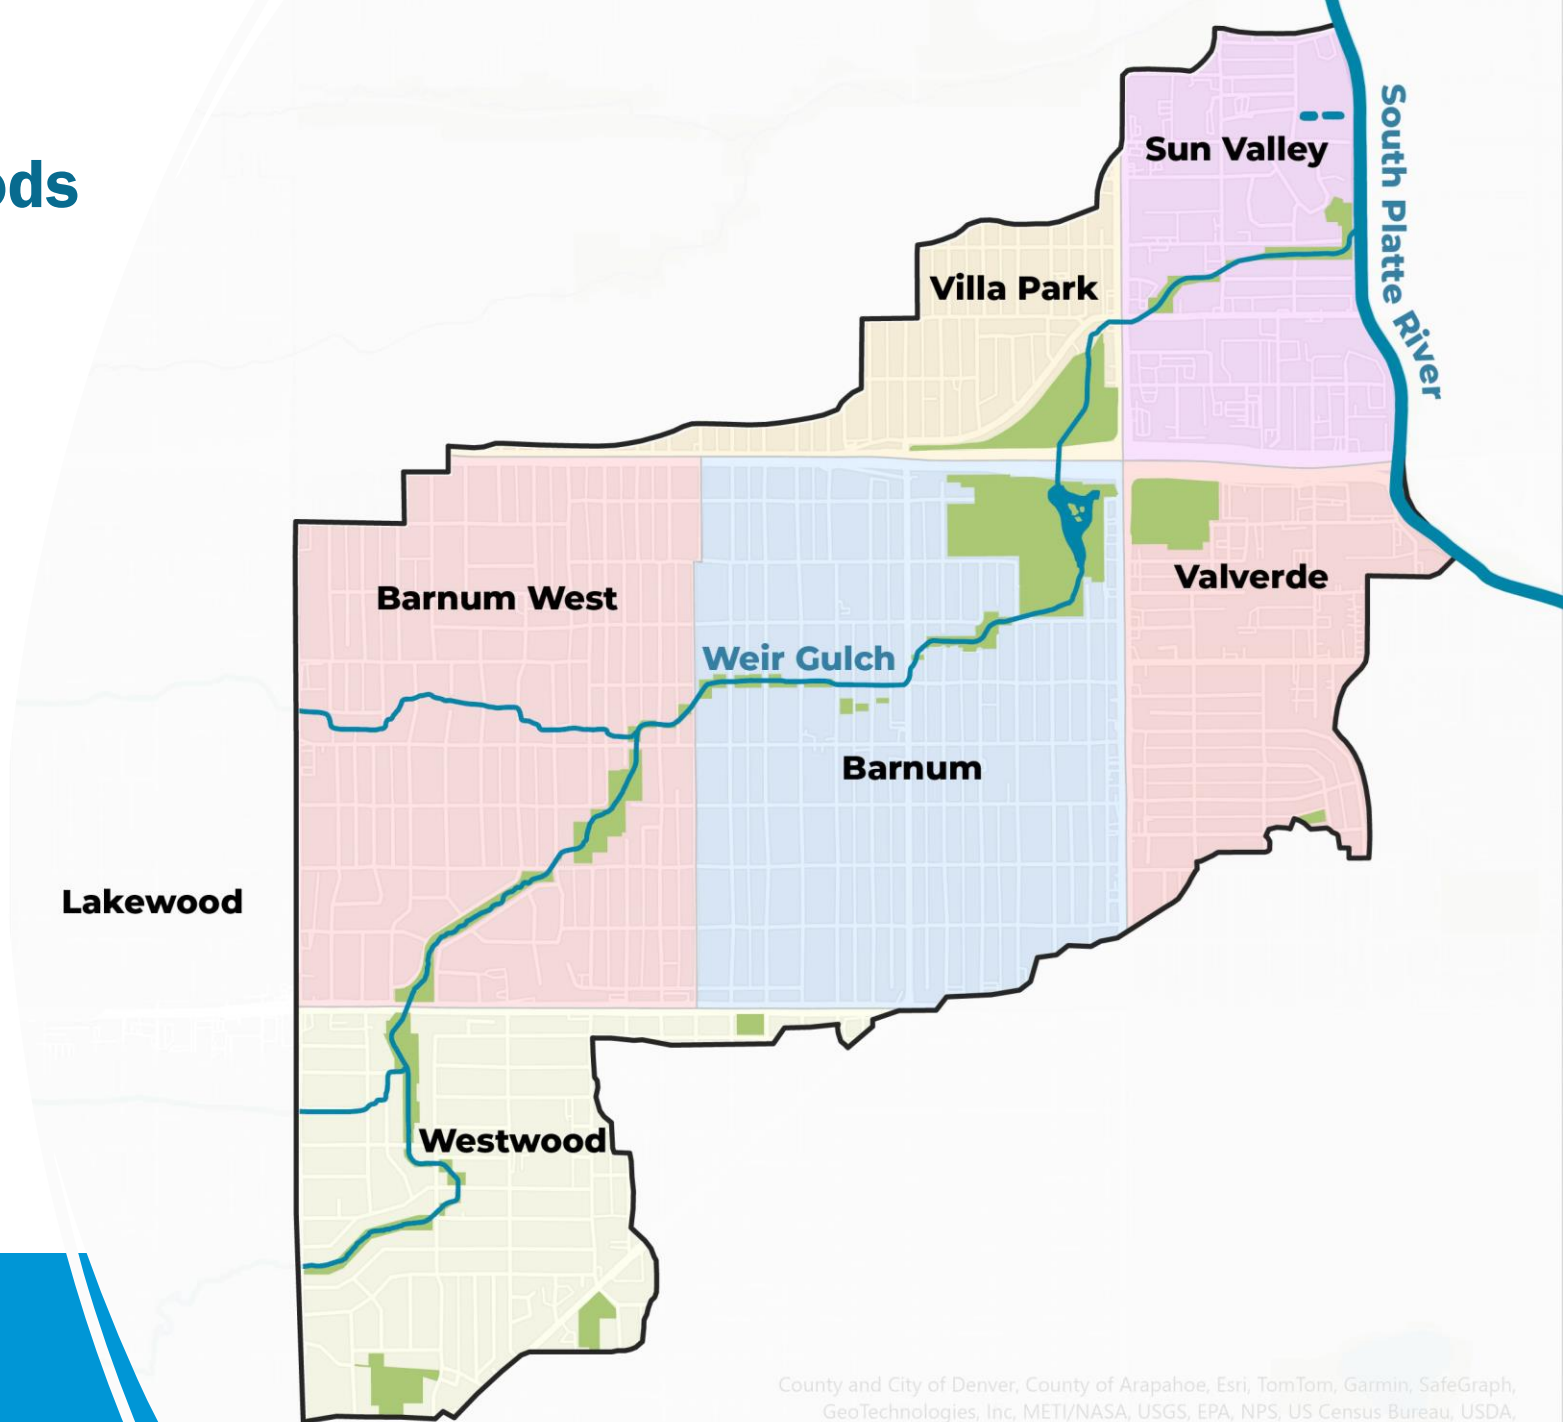 ods
Sun Valley
South Platte River
Villa Park
Barnum West
Valverde
Weir Gulch
Barnum
Lakewood
Westwood
County and City of Denver, County of Arapahoe, Esri, TomTom, Garmin, SafeGraph,
GeoTechnologies, Inc, METI/NASA, USGS, EPA, NPS, US Census Bureau, USDA,